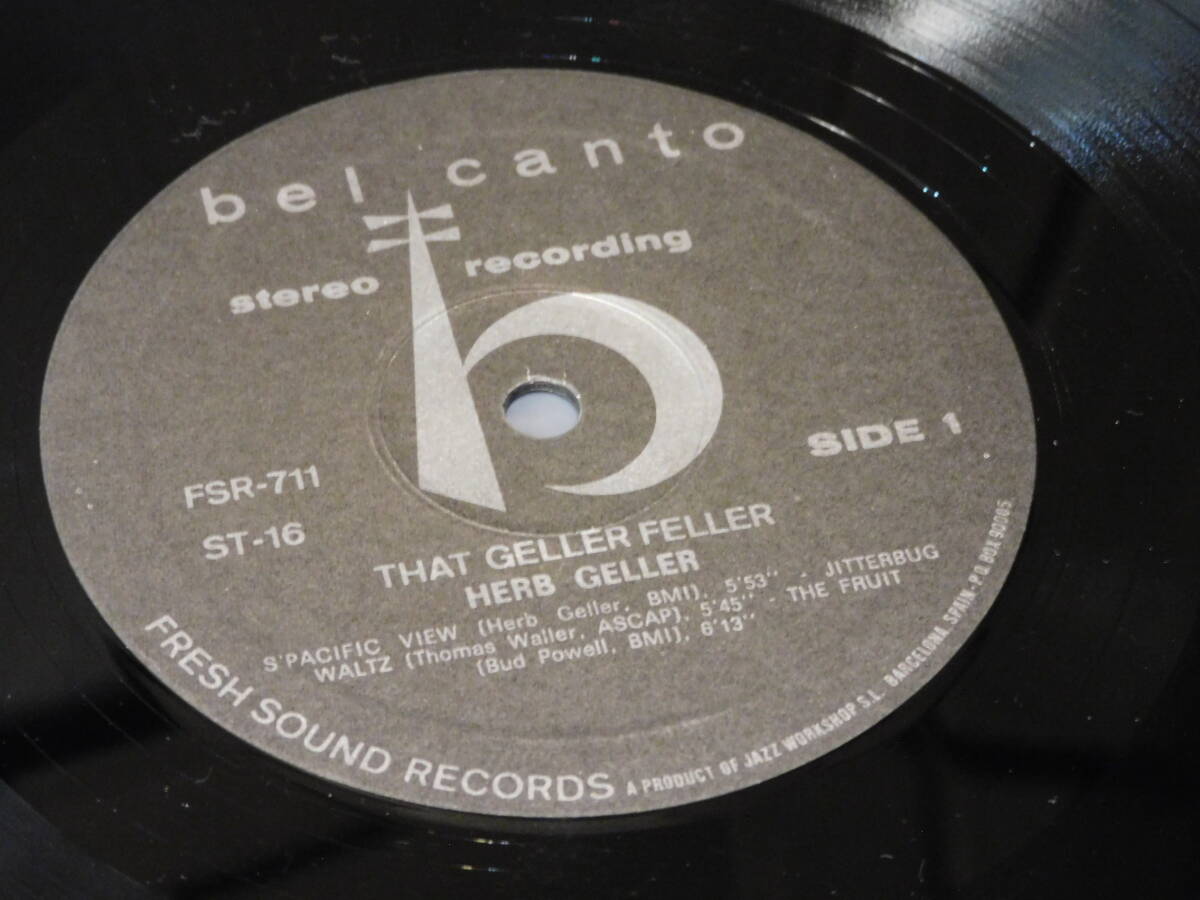 bel canto
stereo recording
SIDE 1
FSR-711
ST-16
THAT GELLER FELLER
HERB GELLER
S'PACIFIC VIEW (Herb Geller, BMI), 5'53'' - JITTERBUG
WALTZ (Thomas Waller, ASCAP), 5'45'' - THE FRUIT
(Bud Powell, BMI), 6'13''
FRESH SOUND RECORDS A PRODUCT OF JAZZ WORKSHOP S.L. BARCELONA, SPAIN - P.O. BOX